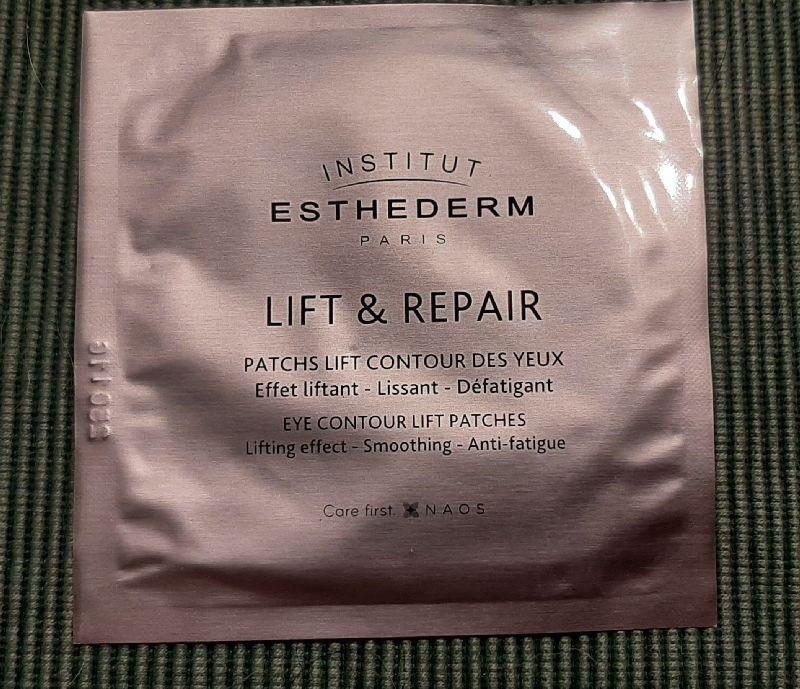 INSTITUT
ESTHEDERM
PARIS
LIFT & REPAIR
PATCHS LIFT CONTOUR DES YEUX
Effet liftant - Lissant - Défatigant
EYE CONTOUR LIFT PATCHES
Lifting effect - Smoothing - Anti-fatigue
Care first. NAOS